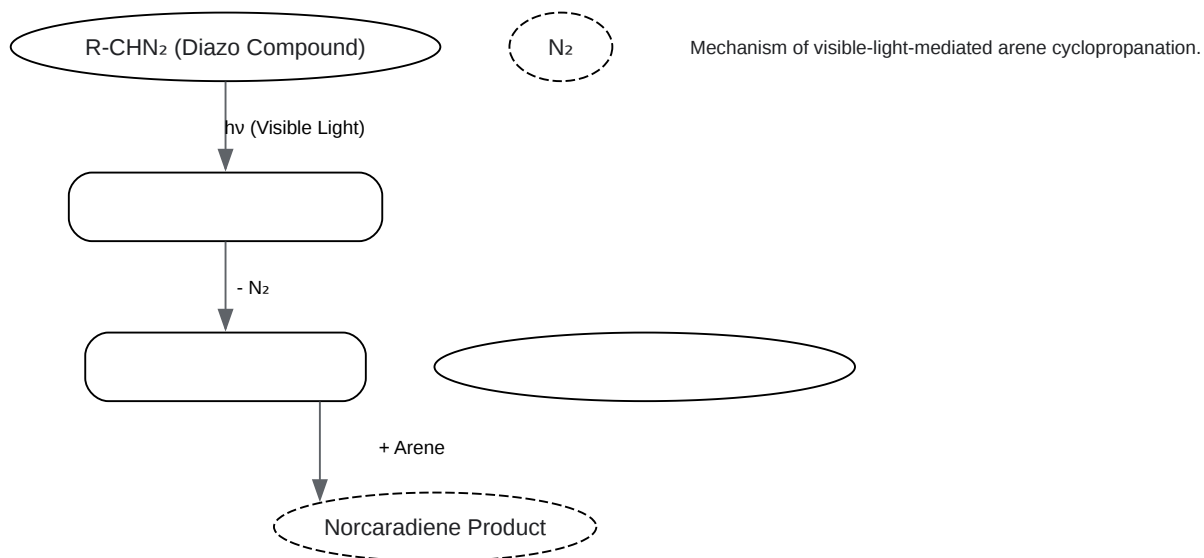 R-CHN₂ (Diazo Compound)
N₂
Mechanism of visible-light-mediated arene cyclopropanation.
hν (Visible Light)
- N₂
+ Arene
Norcaradiene Product